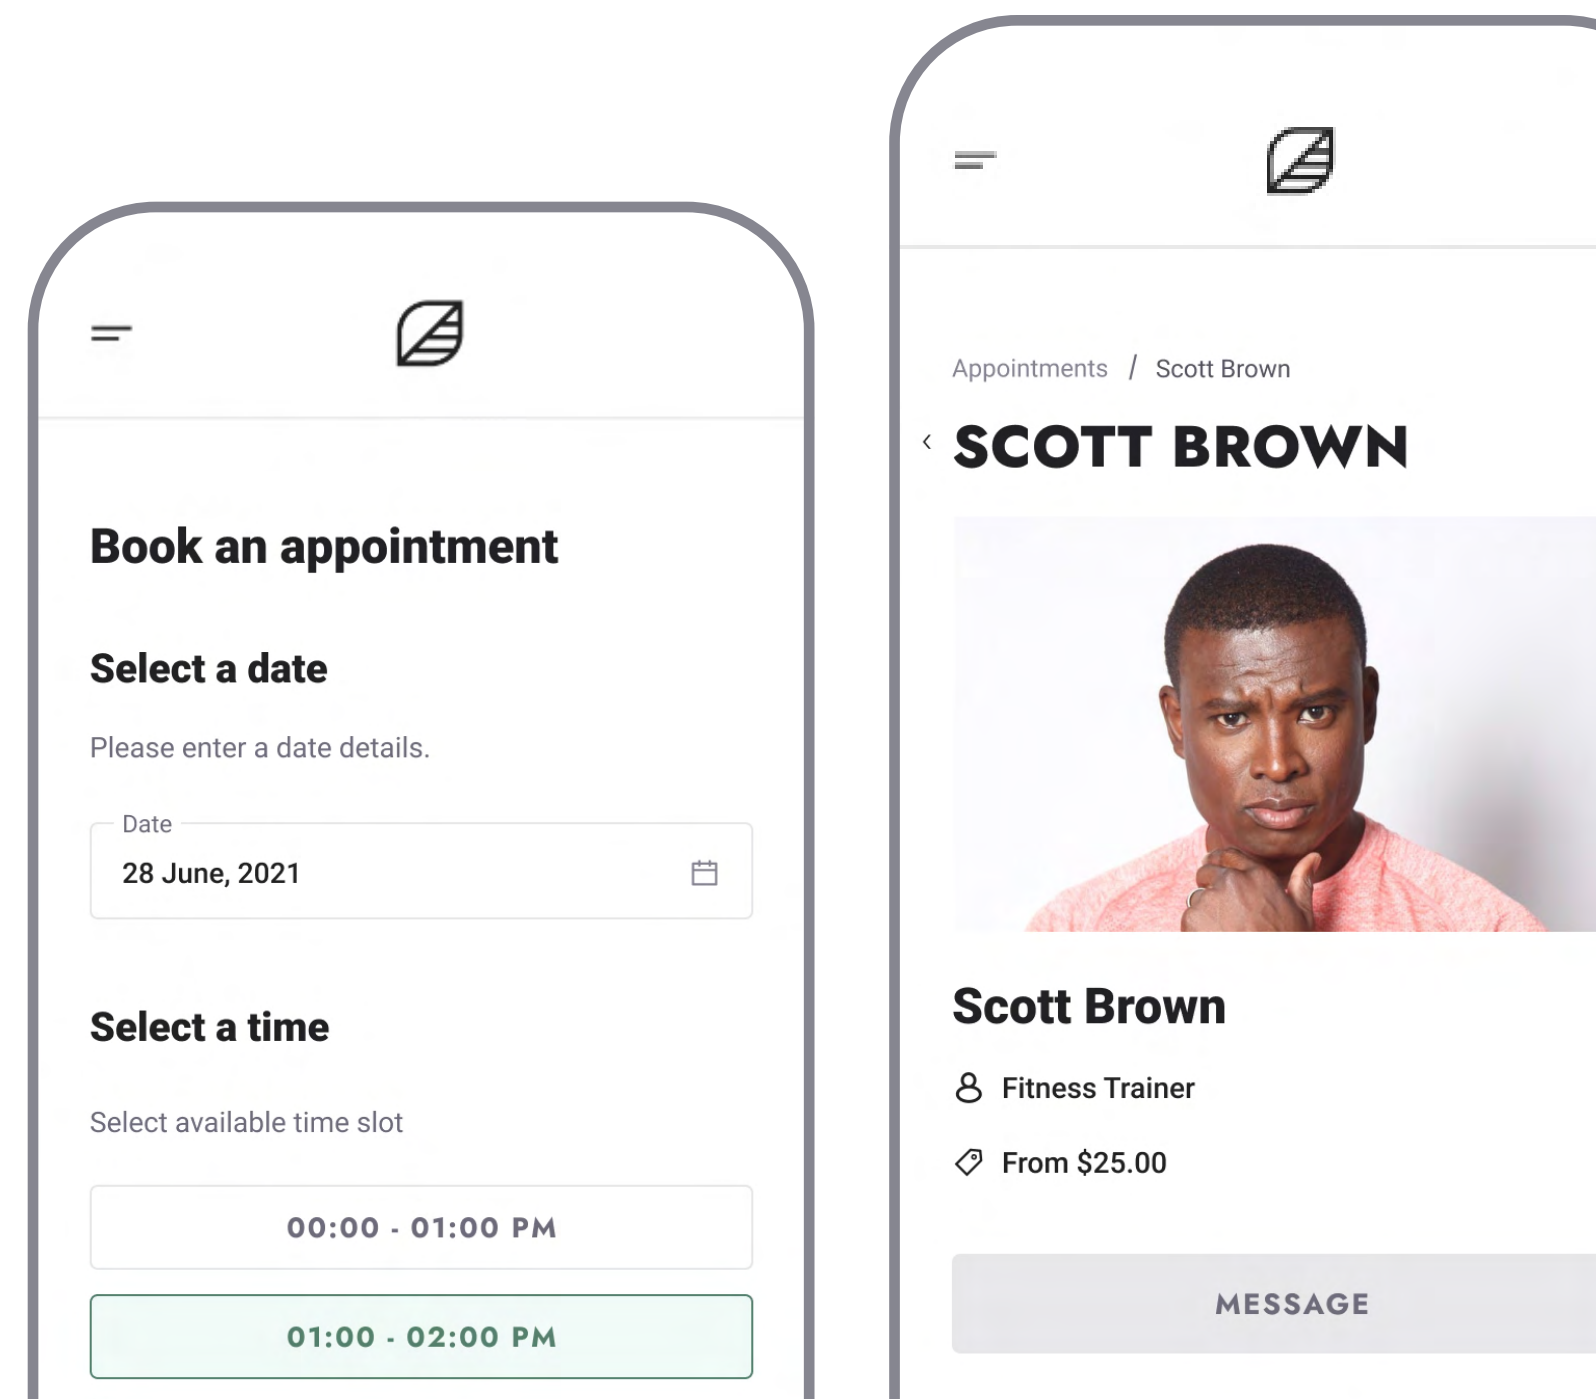 Book an appointment
Select a date
Please enter a date details.
Date
28 June, 2021
Select a time
Select available time slot
00:00 - 01:00 PM
01:00 - 02:00 PM
Appointments / Scott Brown
SCOTT BROWN
Scott Brown
Fitness Trainer
From $25.00
MESSAGE